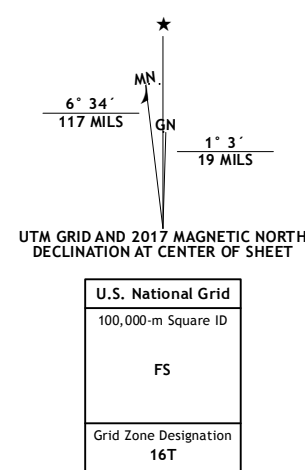 MN
6° 34´
117 MILS
GN
1° 3´
19 MILS
UTM GRID AND 2017 MAGNETIC NORTH
DECLINATION AT CENTER OF SHEET
U.S. National Grid
100,000-m Square ID
FS
Grid Zone Designation
16T